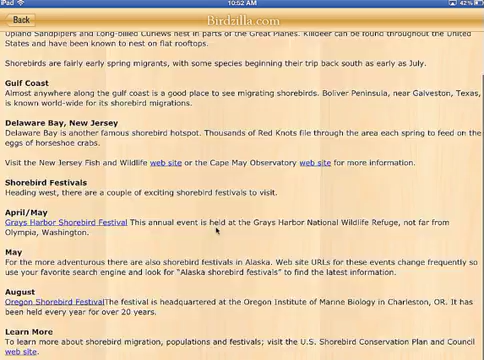 iPad
10:52 AM
42%
Back
Birdzilla.com
Upland Sandpipers and Long-billed Curlews nest in parts of the Great Planes. Killdeer can be found throughout the United
States and have been known to nest on flat rooftops.
Shorebirds are fairly early spring migrants, with some species beginning their trip back south as early as July.
Gulf Coast
Almost anywhere along the gulf coast is a good place to see migrating shorebirds. Boliver Peninsula, near Galveston, Texas,
is known world-wide for its shorebird migrations.
Delaware Bay, New Jersey
Delaware Bay is another famous shorebird hotspot. Thousands of Red Knots file through the area each spring to feed on the
eggs of horseshoe crabs.
Visit the New Jersey Fish and Wildlife web site or the Cape May Observatory web site for more information.
Shorebird Festivals
Heading west, there are a couple of exciting shorebird festivals to visit.
April/May
Grays Harbor Shorebird Festival This annual event is held at the Grays Harbor National Wildlife Refuge, not far from
Olympia, Washington.
May
For the more adventurous there are also shorebird festivals in Alaska. Web site URLs for these events change frequently so
use your favorite search engine and look for "Alaska shorebird festivals" to find the latest information.
August
Oregon Shorebird FestivalThe festival is headquartered at the Oregon Institute of Marine Biology in Charleston, OR. It has
been held every year for over 20 years.
Learn More
To learn more about shorebird migration, populations and festivals; visit the U.S. Shorebird Conservation Plan and Council
web site.